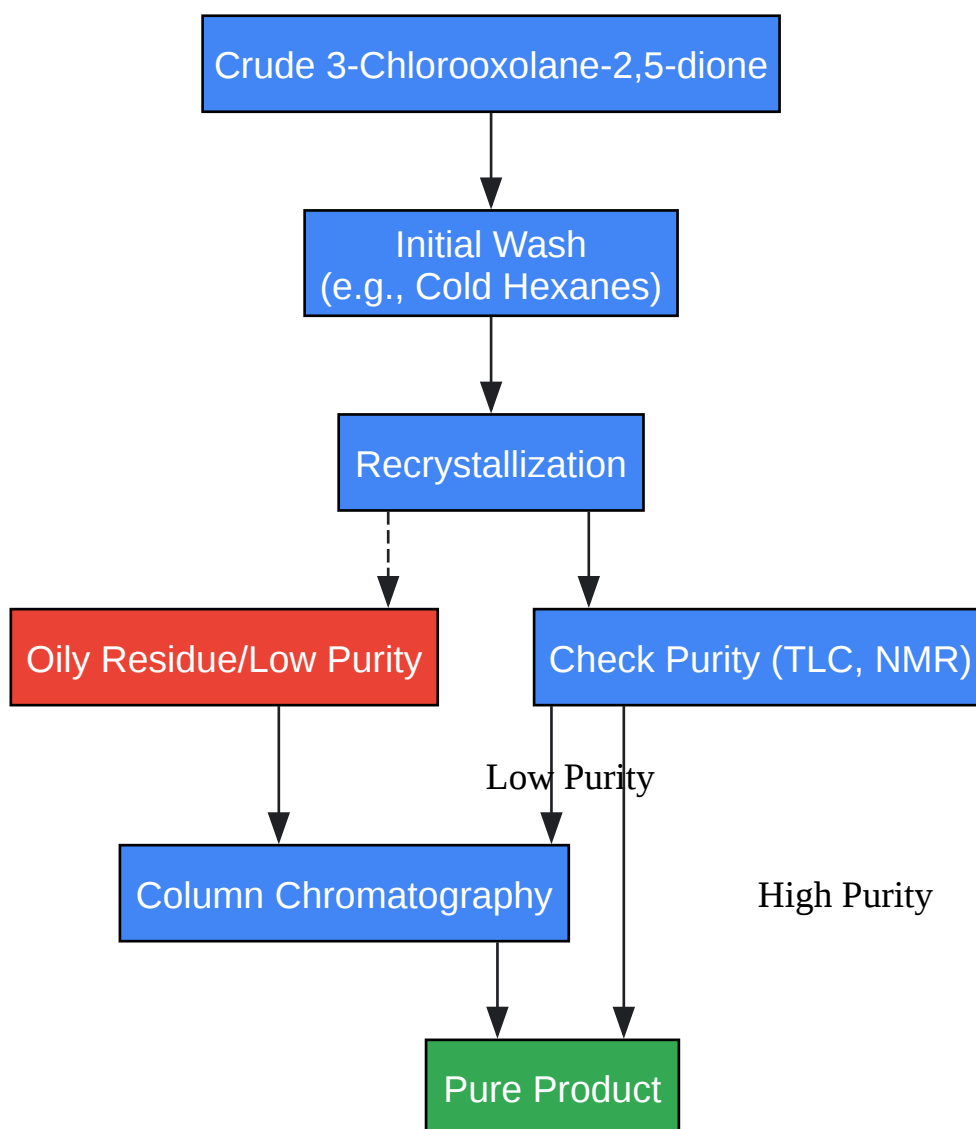 Crude 3-Chlorooxolane-2,5-dione
Initial Wash
(e.g., Cold Hexanes)
Recrystallization
Oily Residue/Low Purity
Check Purity (TLC, NMR)
Low Purity
Column Chromatography
High Purity
Pure Product